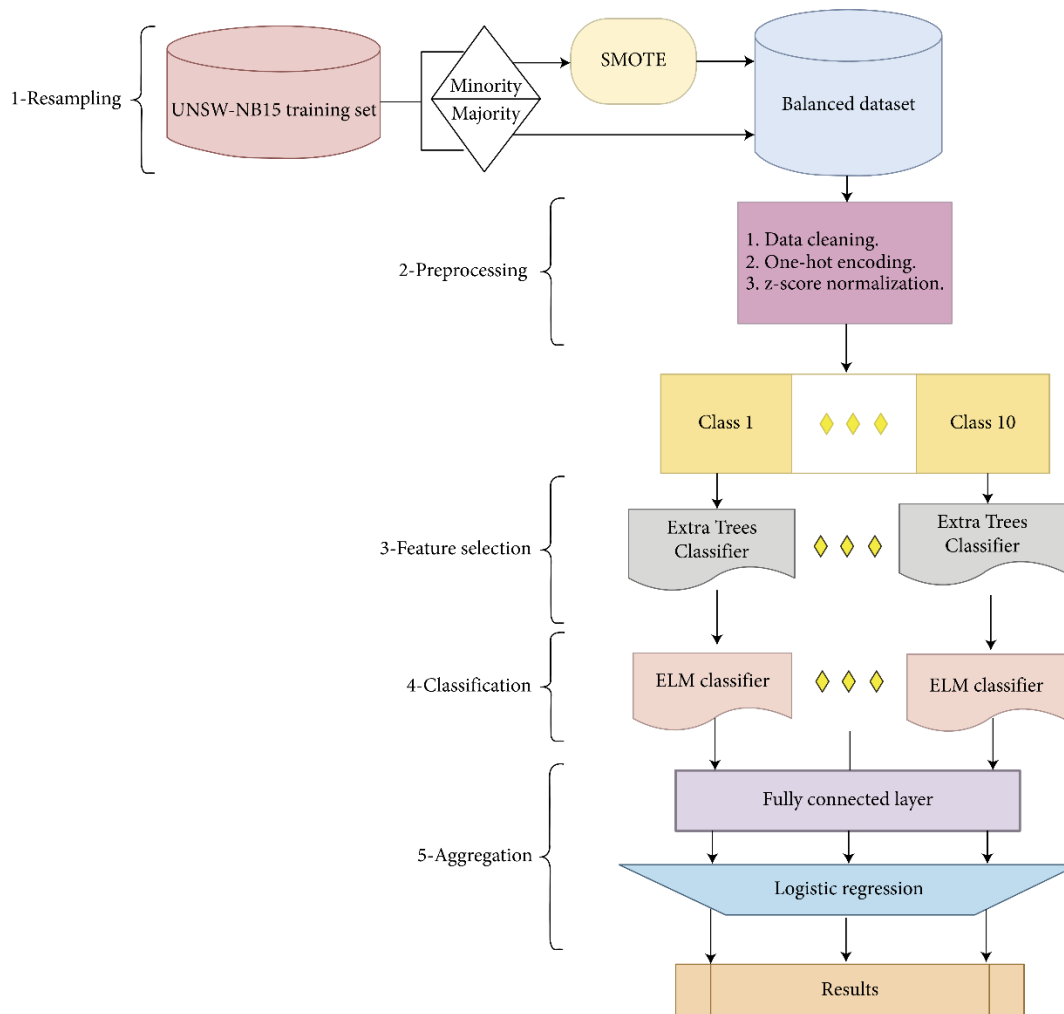 1-Resampling
UNSW-NB15 training set
Minority
Majority
SMOTE
Balanced dataset
2-Preprocessing
1. Data cleaning.
2. One-hot encoding.
3. z-score normalization.
Class 1
Class 10
3-Feature selection
Extra Trees
Classifier
Extra Trees
Classifier
4-Classification
ELM classifier
ELM classifier
5-Aggregation
Fully connected layer
Logistic regression
Results